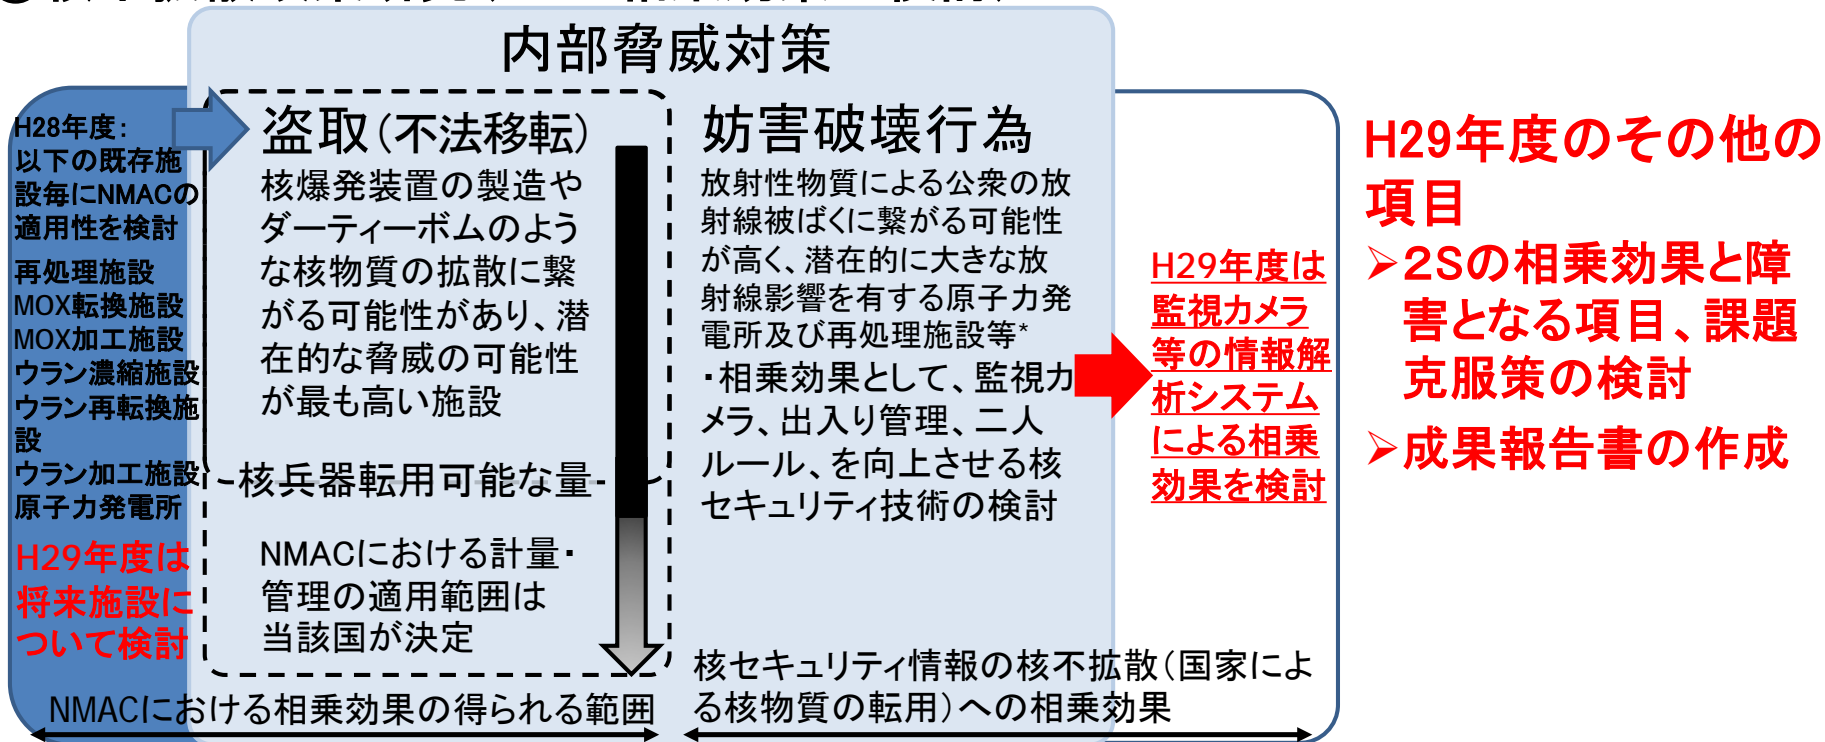 内部脅威対策
H28年度：
以下の既存施
設毎にNMACの
適用性を検討
再処理施設
MOX転換施設
MOX加工施設
ウラン濃縮施設
ウラン再転換施
設
ウラン加工施設
原子力発電所
H29年度は
将来施設に
ついて検討
盗取（不法移転）
核爆発装置の製造や
ダーティーボムのよう
な核物質の拡散に繋
がる可能性があり、潜
在的な脅威の可能性
が最も高い施設
核兵器転用可能な量
NMACにおける計量・
管理の適用範囲は
当該国が決定
妨害破壊行為
放射性物質による公衆の放
射線被ばくに繋がる可能性
が高く、潜在的に大きな放
射線影響を有する原子力発
電所及び再処理施設等*
・相乗効果として、監視カ
メラ、出入り管理、二人
ルール、を向上させる核
セキュリティ技術の検討
H29年度は
監視カメラ
等の情報解
析システム
による相乗
効果を検討
NMACにおける相乗効果の得られる範囲
核セキュリティ情報の核不拡散（国家によ
る核物質の転用）への相乗効果
H29年度のその他の
項目
➢２Sの相乗効果と障
害となる項目、課題
克服策の検討
➢成果報告書の作成